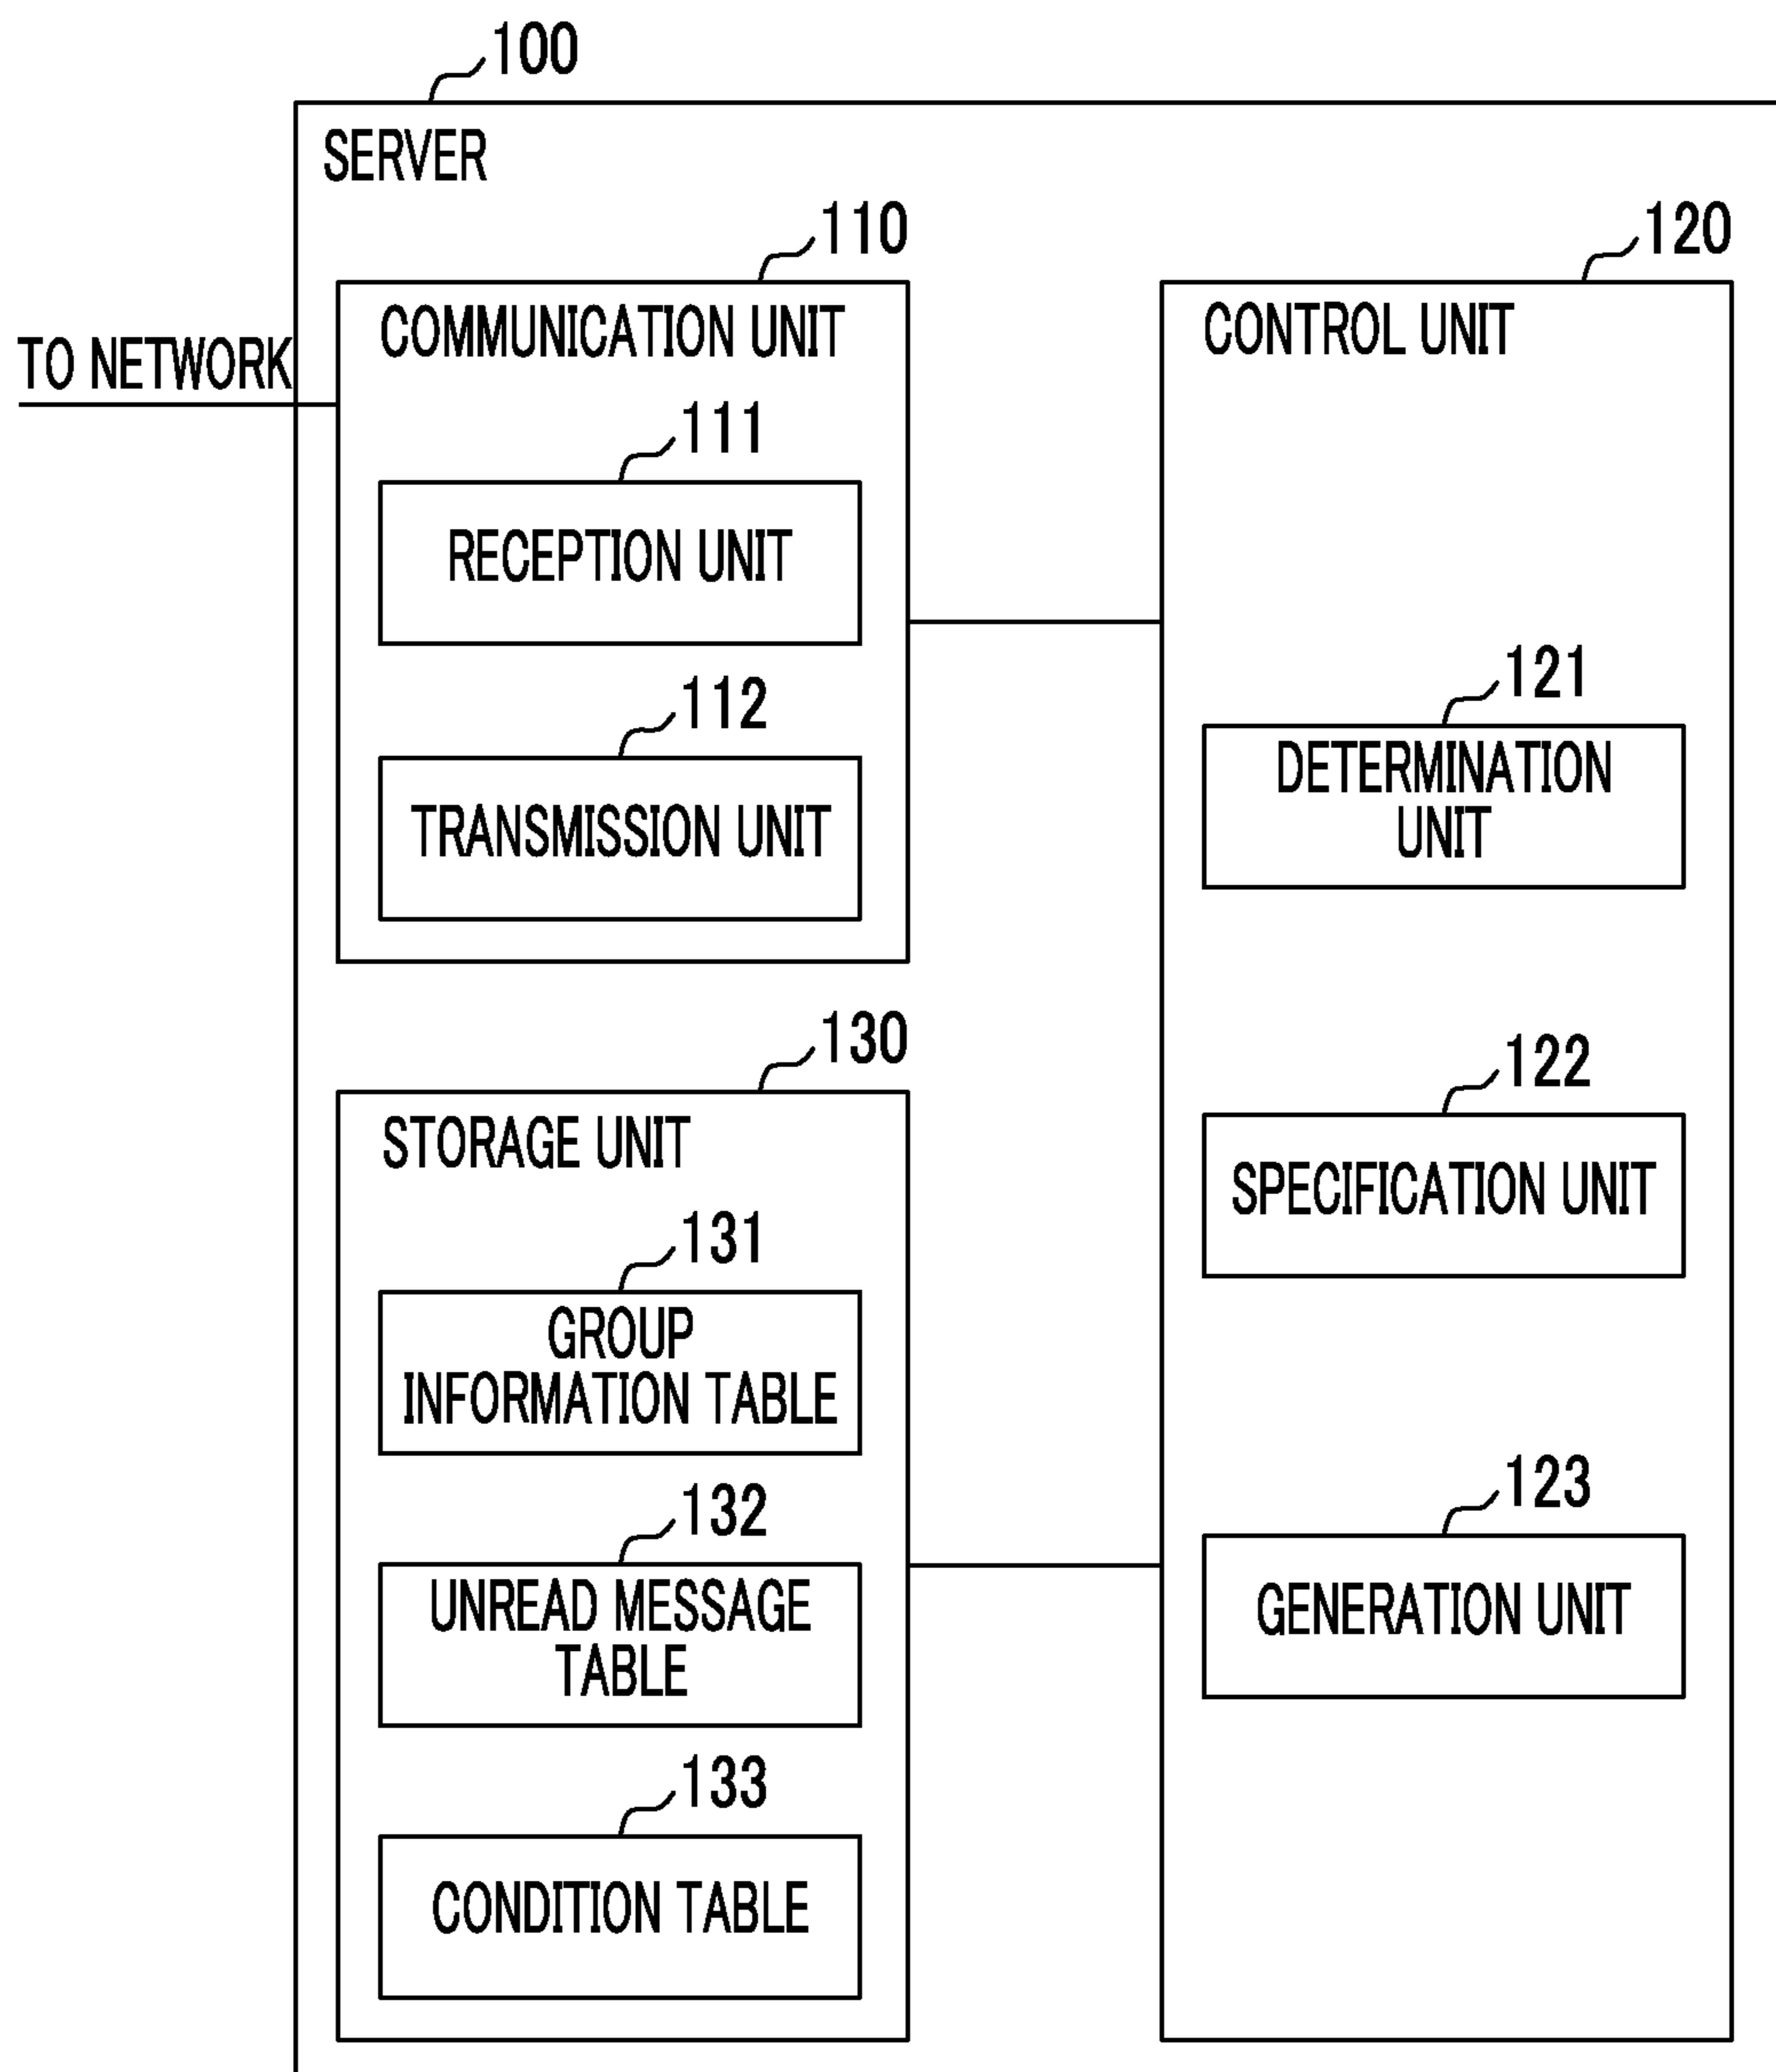 100
SERVER
110
120
COMMUNICATION UNIT
CONTROL UNIT
TO NETWORK
111
RECEPTION UNIT
121
112
DETERMINATION
UNIT
TRANSMISSION UNIT
130
122
STORAGE UNIT
SPECIFICATION UNIT
131
GROUP
INFORMATION TABLE
123
132
UNREAD MESSAGE
TABLE
GENERATION UNIT
133
CONDITION TABLE